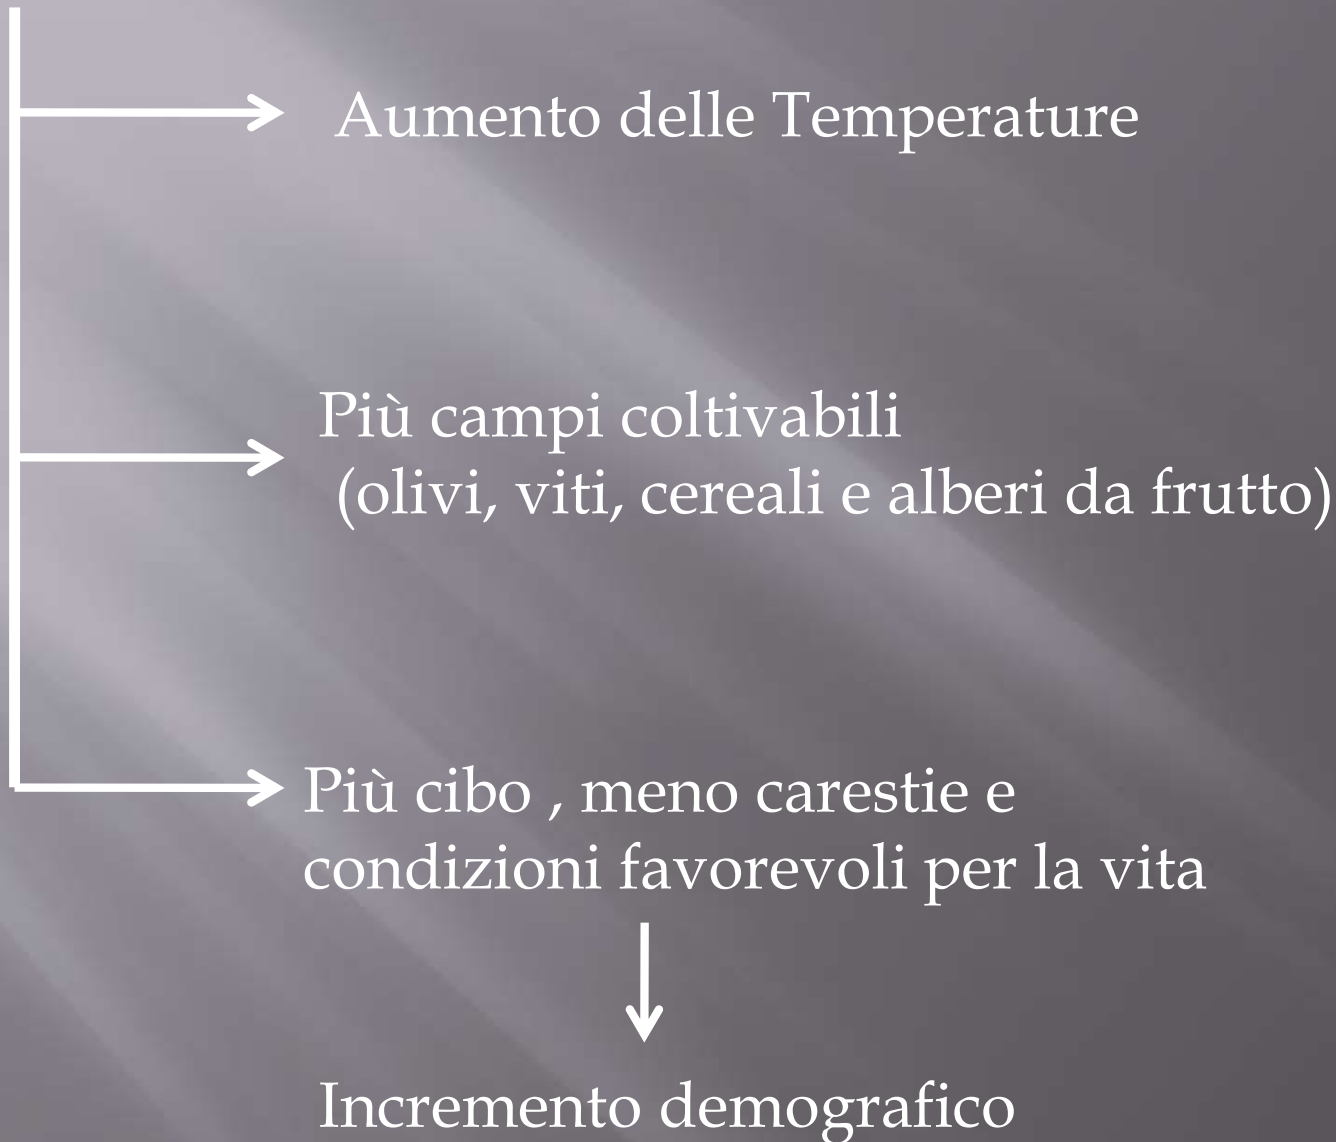 Aumento delle Temperature
Più campi coltivabili
(olivi, viti, cereali e alberi da frutto)
Più cibo , meno carestie e
condizioni favorevoli per la vita
Incremento demografico